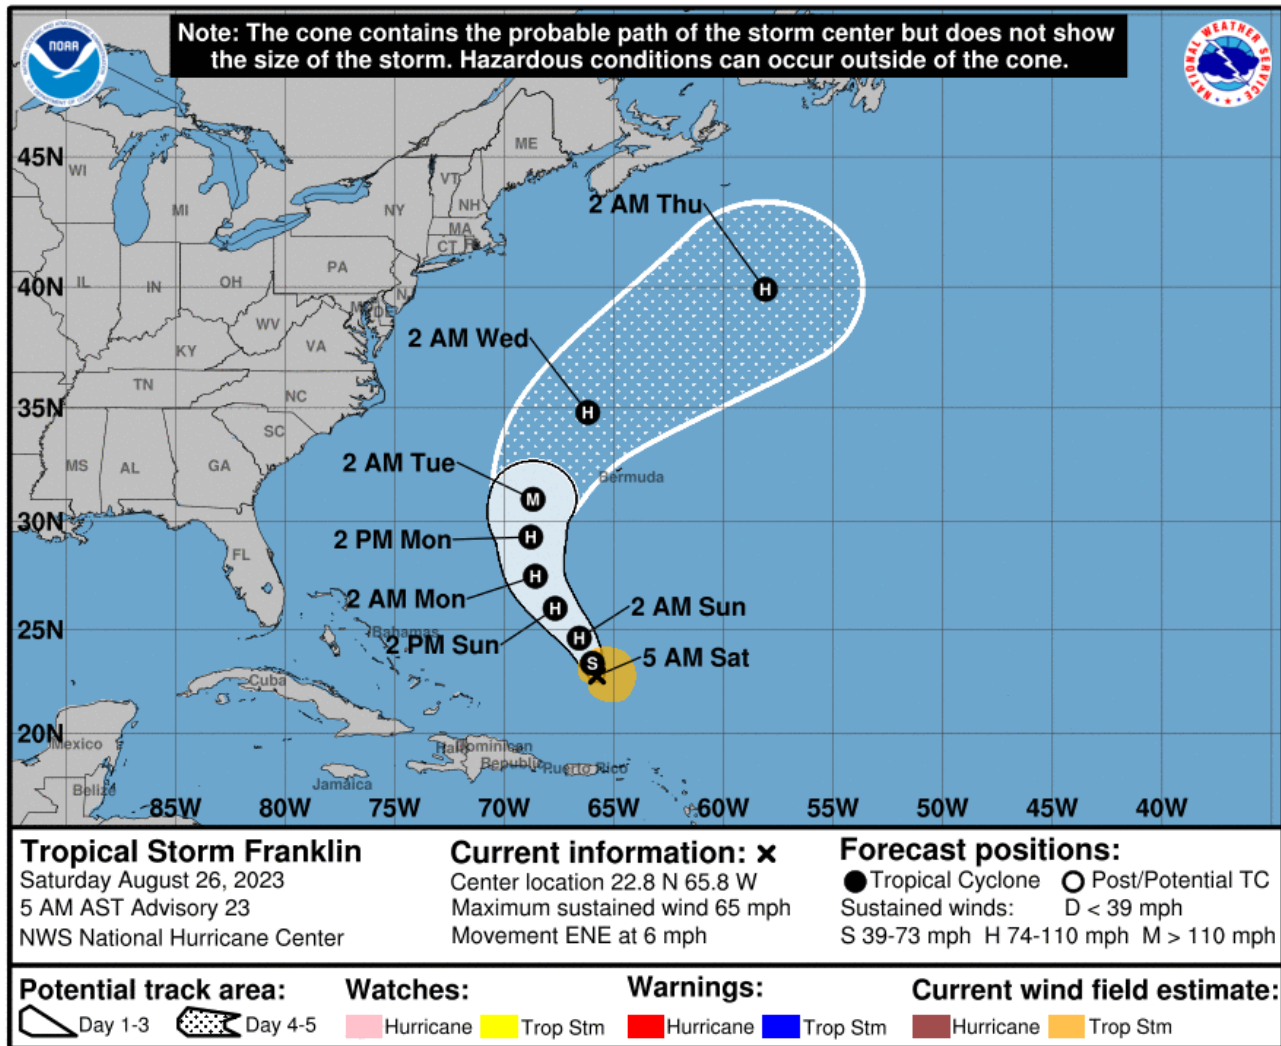 Note: The cone contains the probable path of the storm center but does not show
the size of the storm. Hazardous conditions can occur outside of the cone.
NOAA
NATIONAL WEATHER SERVICE
45N
40N
35N
30N
25N
20N
WI
MI
IL
IN
OH
KY
TN
MS
AL
GA
FL
SC
NC
VA
WV
PA
NY
VT
NH
ME
MA
CT
NJ
DE
2 AM Thu
H
2 AM Wed
H
2 AM Tue
M
Bermuda
2 PM Mon
H
2 AM Mon
H
2 PM Sun
H
2 AM Sun
H
5 AM Sat
S
Bahamas
Cuba
Mexico
Belize
Jamaica
Haiti
Dominican
Republic
Puerto Rico
85W 80W 75W 70W 65W 60W 55W 50W 45W 40W
Tropical Storm Franklin
Saturday August 26, 2023
5 AM AST Advisory 23
NWS National Hurricane Center
Current information: x
Center location 22.8 N 65.8 W
Maximum sustained wind 65 mph
Movement ENE at 6 mph
Forecast positions:
Tropical Cyclone Post/Potential TC
Sustained winds: D < 39 mph
S 39-73 mph H 74-110 mph M > 110 mph
Potential track area:
Day 1-3 Day 4-5
Watches:
Hurricane Trop Stm
Warnings:
Hurricane Trop Stm
Current wind field estimate:
Hurricane Trop Stm